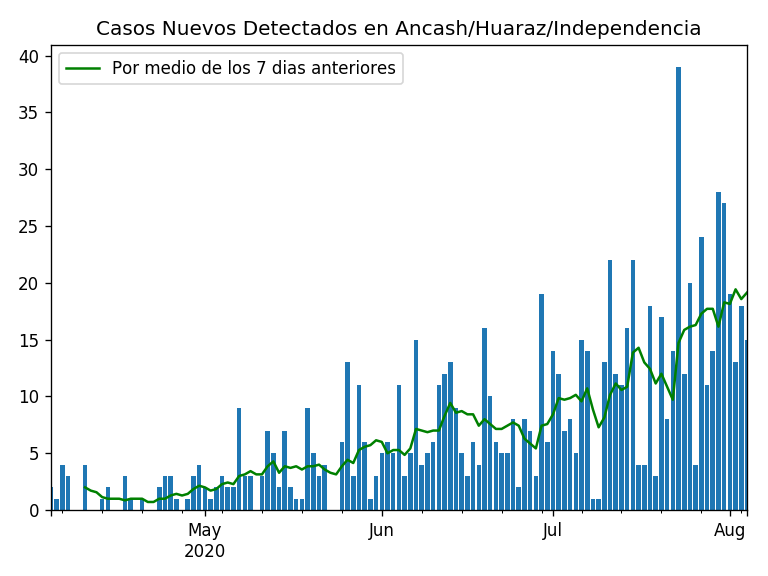 Casos Nuevos Detectados en Ancash/Huaraz/Independencia
Por medio de los 7 dias anteriores
40
35
30
25
20
15
10
5
0
May
2020
Jun
Jul
Aug